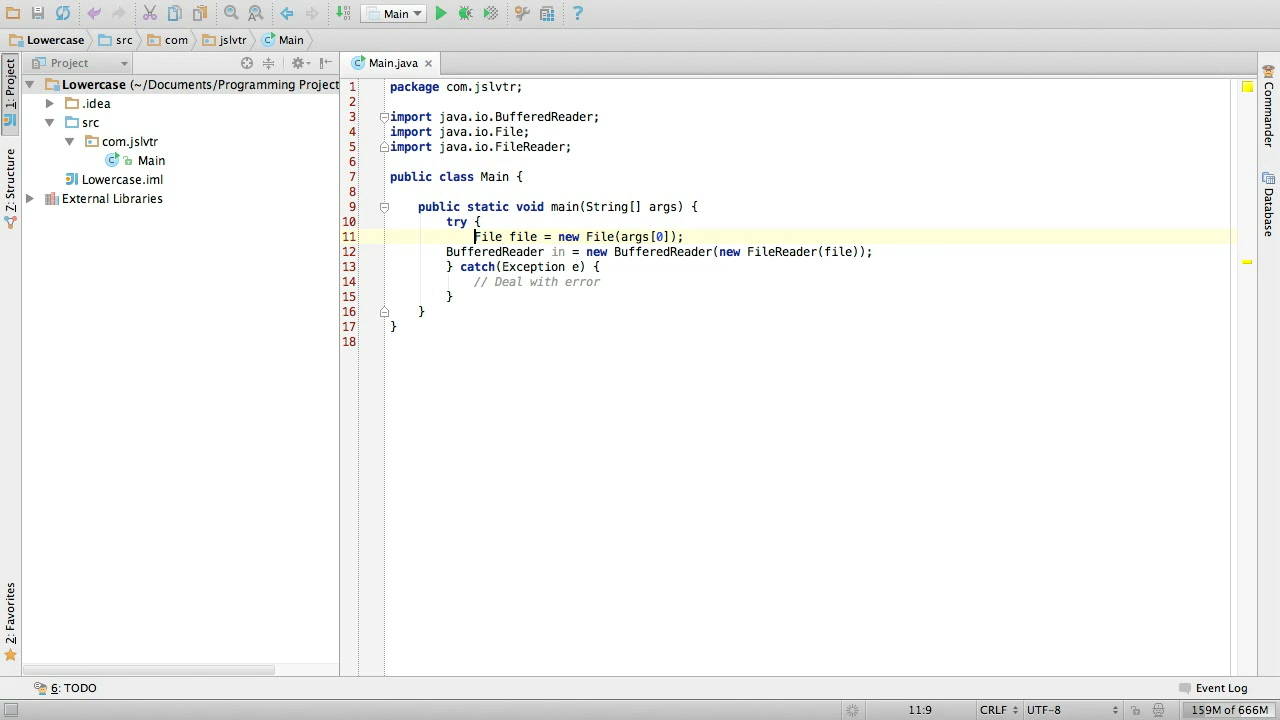 Main
Lowercase src com jslvtr Main
Project
Main.java
1: Project
Z: Structure
2: Favorites
Commander
Database
Lowercase (~/Documents/Programming Project
.idea
src
com.jslvtr
Main
Lowercase.iml
External Libraries
1 package com.jslvtr;
2
3 import java.io.BufferedReader;
4 import java.io.File;
5 import java.io.FileReader;
6
7 public class Main {
8
9 public static void main(String[] args) {
10 try {
11 File file = new File(args[0]);
12 BufferedReader in = new BufferedReader(new FileReader(file));
13 } catch(Exception e) {
14 // Deal with error
15 }
16 }
17 }
18
6: TODO
Event Log
11:9 CRLF UTF-8 159M of 666M